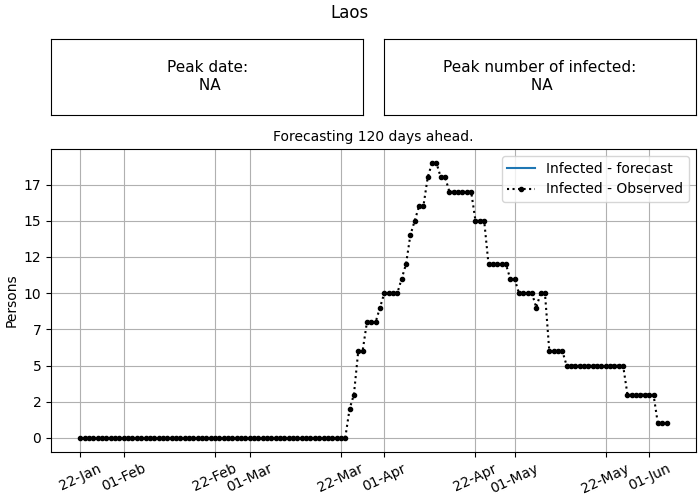 Laos
Peak date:
NA
Peak number of infected:
NA
Forecasting 120 days ahead.
Infected - forecast
Infected - Observed
Persons
17
15
12
10
7
5
2
0
22-Jan
01-Feb
22-Feb
01-Mar
22-Mar
01-Apr
22-Apr
01-May
22-May
01-Jun